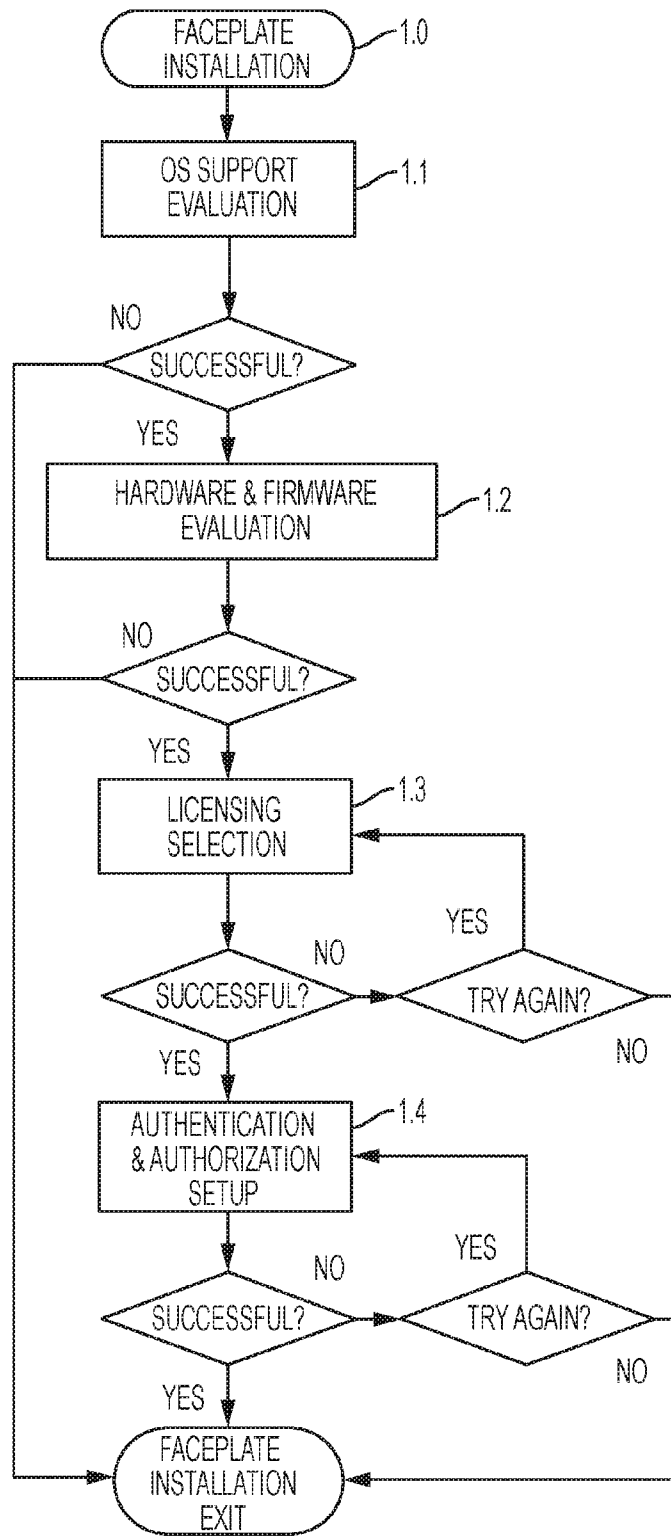 FACEPLATE
INSTALLATION
1.0
OS SUPPORT
EVALUATION
1.1
NO
SUCCESSFUL?
YES
HARDWARE & FIRMWARE
EVALUATION
1.2
NO
SUCCESSFUL?
YES
LICENSING
SELECTION
1.3
YES
NO
SUCCESSFUL?
TRY AGAIN?
NO
YES
AUTHENTICATION
& AUTHORIZATION
SETUP
1.4
YES
NO
SUCCESSFUL?
TRY AGAIN?
NO
YES
FACEPLATE
INSTALLATION
EXIT